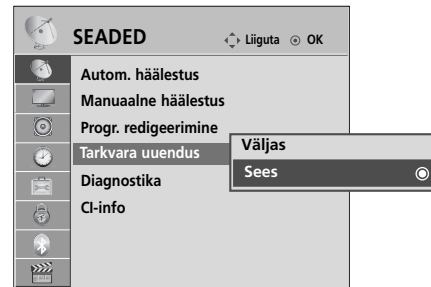 SEADED
Liiguta OK
Autom. häälestus
Manuaalne häälestus
Progr. redigeerimine
Tarkvara uuendus
Diagnostika
CI-info
Väljas
Sees